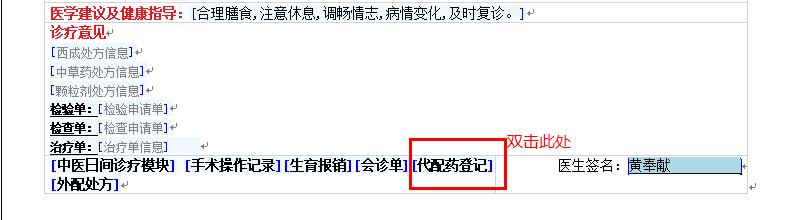 医学建议及健康指导：[合理膳食,注意休息,调畅情志,病情变化,及时复诊。]
诊疗意见
[西成处方信息]
[中草药处方信息]
[颗粒剂处方信息]
检验单：[检验申请单]
检查单：[检查申请单]
治疗单：[治疗单信息]
双击此处
[中医日间诊疗模块] [手术操作记录][生育报销][会诊单][代配药登记] 医生签名：黄奉献
[外配处方]